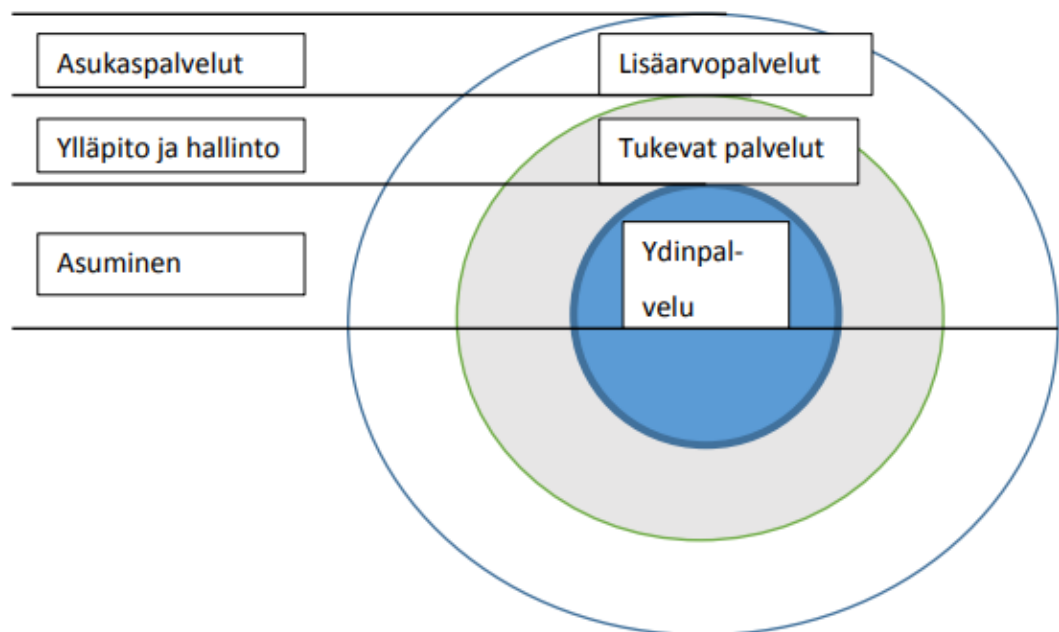 Asukaspalvelut
Lisäarvopalvelut
Ylläpito ja hallinto
Tukevat palvelut
Asuminen
Ydinpal-
velu